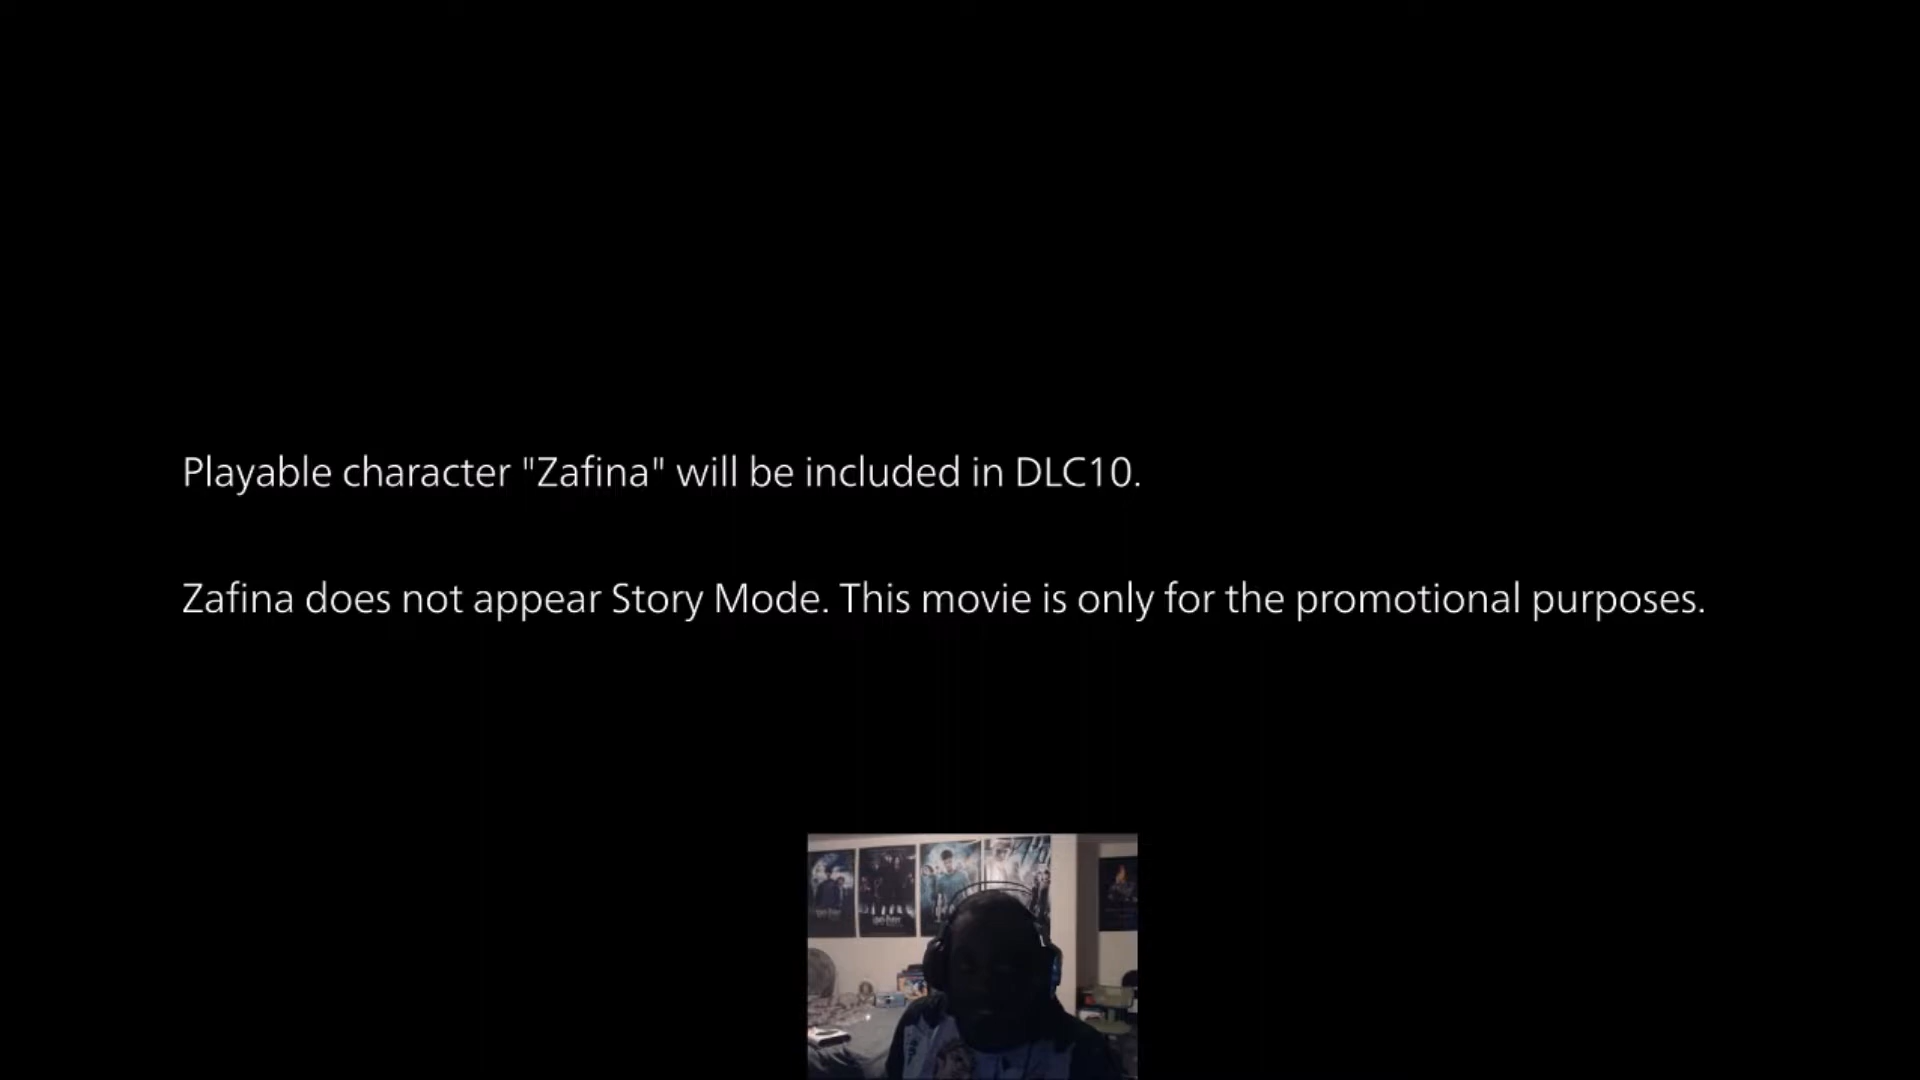 Playable character "Zafina" will be included in DLC10.
Zafina does not appear Story Mode. This movie is only for the promotional purposes.